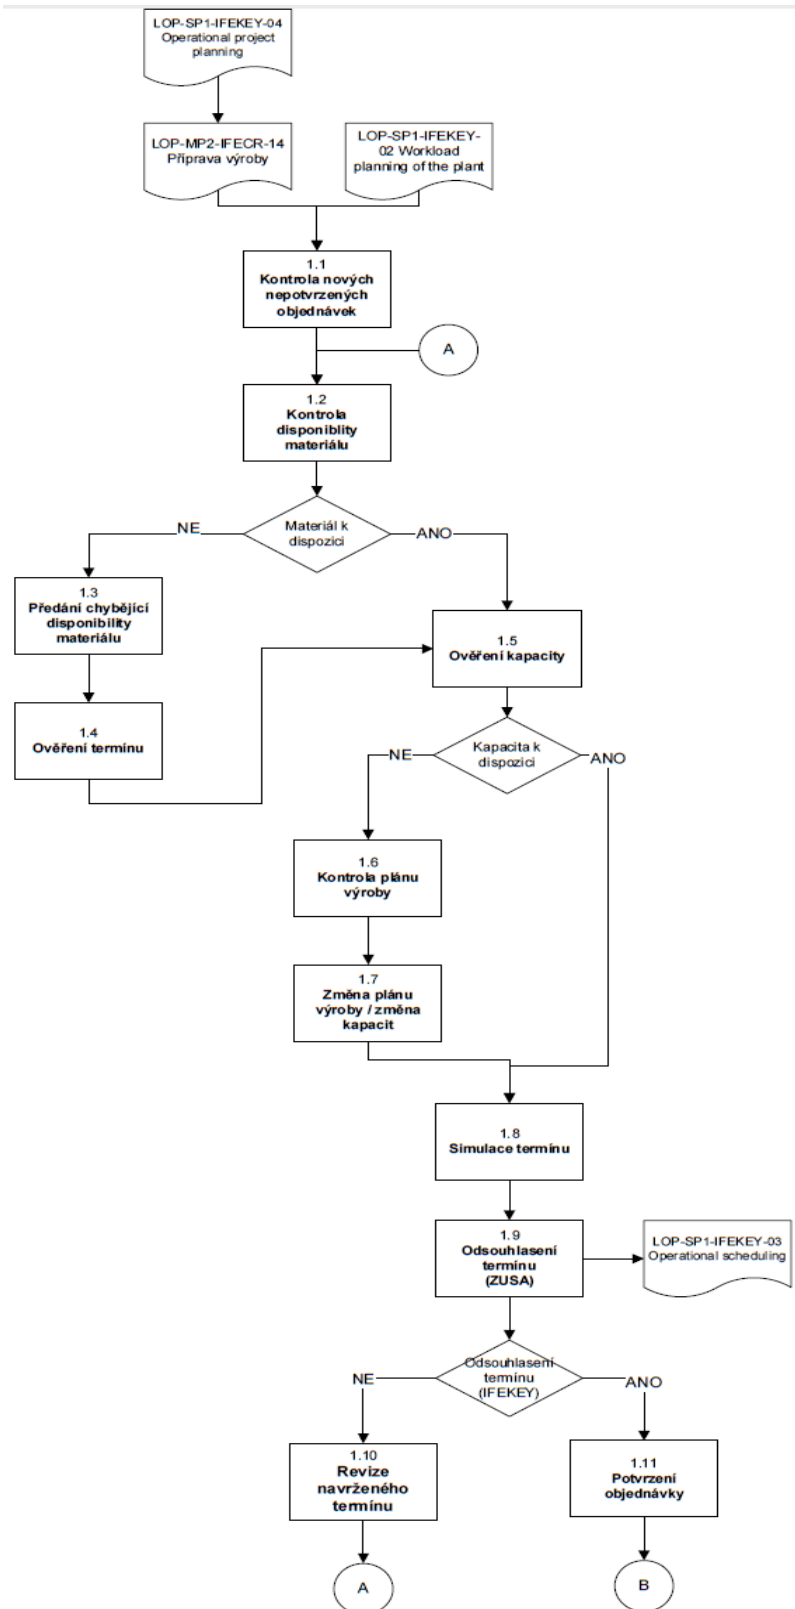 LOP-SP1-IFEKEY-04
Operational project
planning
LOP-MP2-IFECR-14
Příprava výroby
LOP-SP1-IFEKEY-
02 Workload
planning of the plant
1.1
Kontrola nových
nepotvrzených
objednávek
A
1.2
Kontrola
disponiblity
materiálu
Materiál k
dispozici
NE
ANO
1.3
Předání chybějící
disponibility
materiálu
1.5
Ověření kapacity
1.4
Ověření termínu
Kapacita k
dispozici
NE
ANO
1.6
Kontrola plánu
výroby
1.7
Změna plánu
výroby / změna
kapacit
1.8
Simulace termínu
1.9
Odsouhlasení
termínu
(ZUSA)
LOP-SP1-IFEKEY-03
Operational scheduling
Odsouhlasení
termínu
(IFEKEY)
NE
ANO
1.10
Revize
navrženého
termínu
1.11
Potvrzení
objednávky
A
B